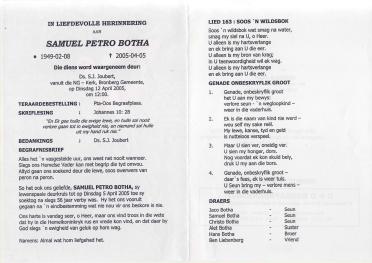 IN LIEFDEVOLLE HERINNERING
aan
SAMUEL PETRO BOTHA
1949-02-08 2005-04-05
Die diens word waargeneem deur:
Ds. S.J. Joubert,
vanuit die NG - Kerk, Bronberg Gemeente,
op Dinsdag 12 April 2005,
om 12:00.
TERAARDEBESTELLING : Pta-Oos Begrafplaas.
SKRIFLESING : Johannes 10: 28
"En Ek gee hulle die ewige lewe, en hulle sal nooit
verlore gaan tot in ewigheid nie, en niemand sal hulle
uit my hand ruk nie."
BEDANKINGS : Ds. S.J. Joubert
BEGRAFNISBRIEF
Alles het `n vasgestelde uur, ons weet net nooit wanneer.
Slegs ons Hemelse Vader kan met begrip die tyd onvou.
Altyd gaan ons soekend deur die lewe, soos swerwers van
perron na perron.
So het ook ons geliefde, SAMUEL PETRO BOTHA, sy
lewenspaaie deurkruis tot op Dinsdag 5 April 2005 toe sy
soektog na slegs 56 jaar verby was. Hy het ons vooruit
gegaan na `n eindbestemming wat nie nou vir ons beskore is nie.
Ons harte is vandag seer, o Heer, maar ons vind troos in die wete
dat hy in die Hemelkoninkryk rus en vrede kon vind, en dat deur by
God slegs `n ewigheid van geluk op hom wag.
Namens: Almal wat hom liefgehad het.
LIED 163 : SOOS `N WILDSBOK
Soos `n wildsbok wat smag na water,
smag my siel na U, o Heer.
U alleen is my hartsverlange
en ek bring aan U die eer.
U alleen is my bron van krag;
in U teenwoordigheid wil ek wag.
U alleen is my hartsverlange
en ek bring aan U die eer.
GENADE ONBESKRYFLIK GROOT
1. Genade, onbeskryflik groot
het U aan my bewys:
verlore seun - `n wegloopkind -
weer in die vaderhuis.
2. Ek is die naam van kind nie werd --
wou self my sake reël.
My lewe, kanse, tyd en geld
is nutteloos verspeel.
3. Maar U sien ver, oneindig ver.
U sien my honger, dors.
Nog voordat ek kon skuld bely,
druk U my aan die bors.
4. Genade, onbeskryflik groot —
daar `s fees, ek is weer tuis.
U Seun bring my – verlore mens –
weer in die vaderhuis.
DRAERS
Jaco Botha - Seun
Samuel Botha - Seun
Christo Botha - Seun
Alet Botha - Suster
Hans Botha - Broer
Ben Liebenberg - Vriend